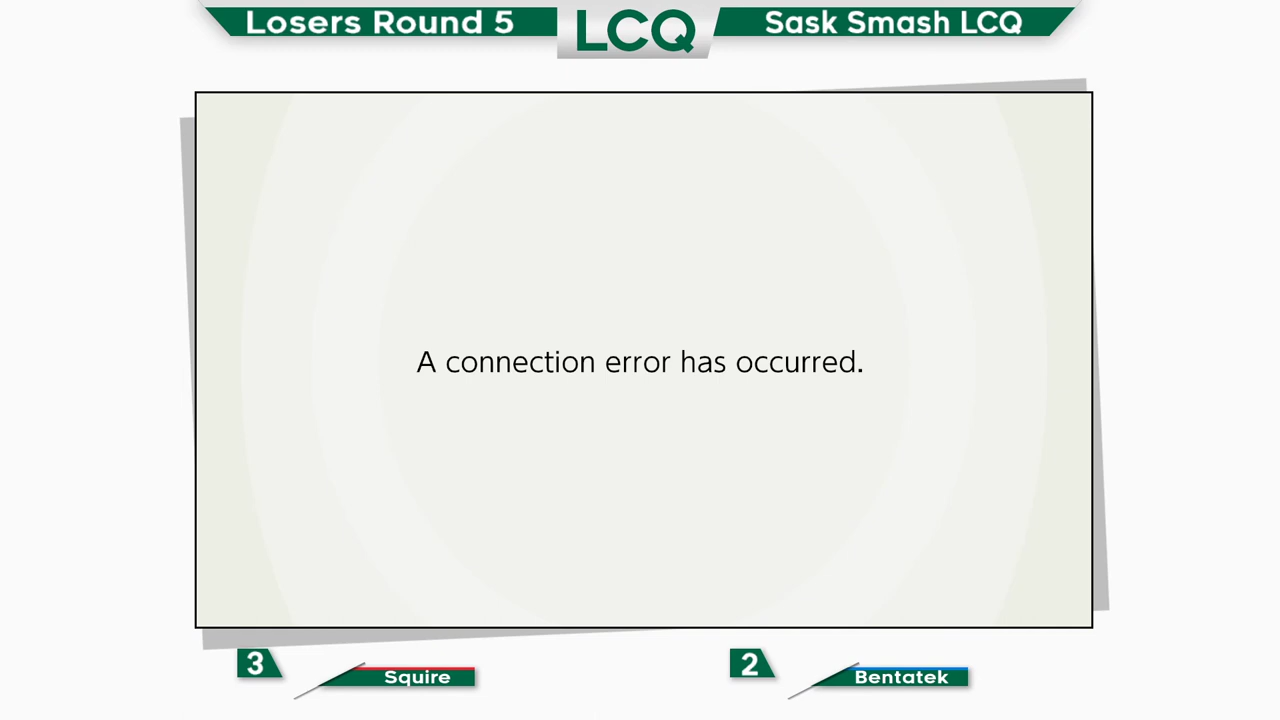 Losers Round 5
LCQ
Sask Smash LCQ
A connection error has occurred.
3
Squire
2
Bentatek